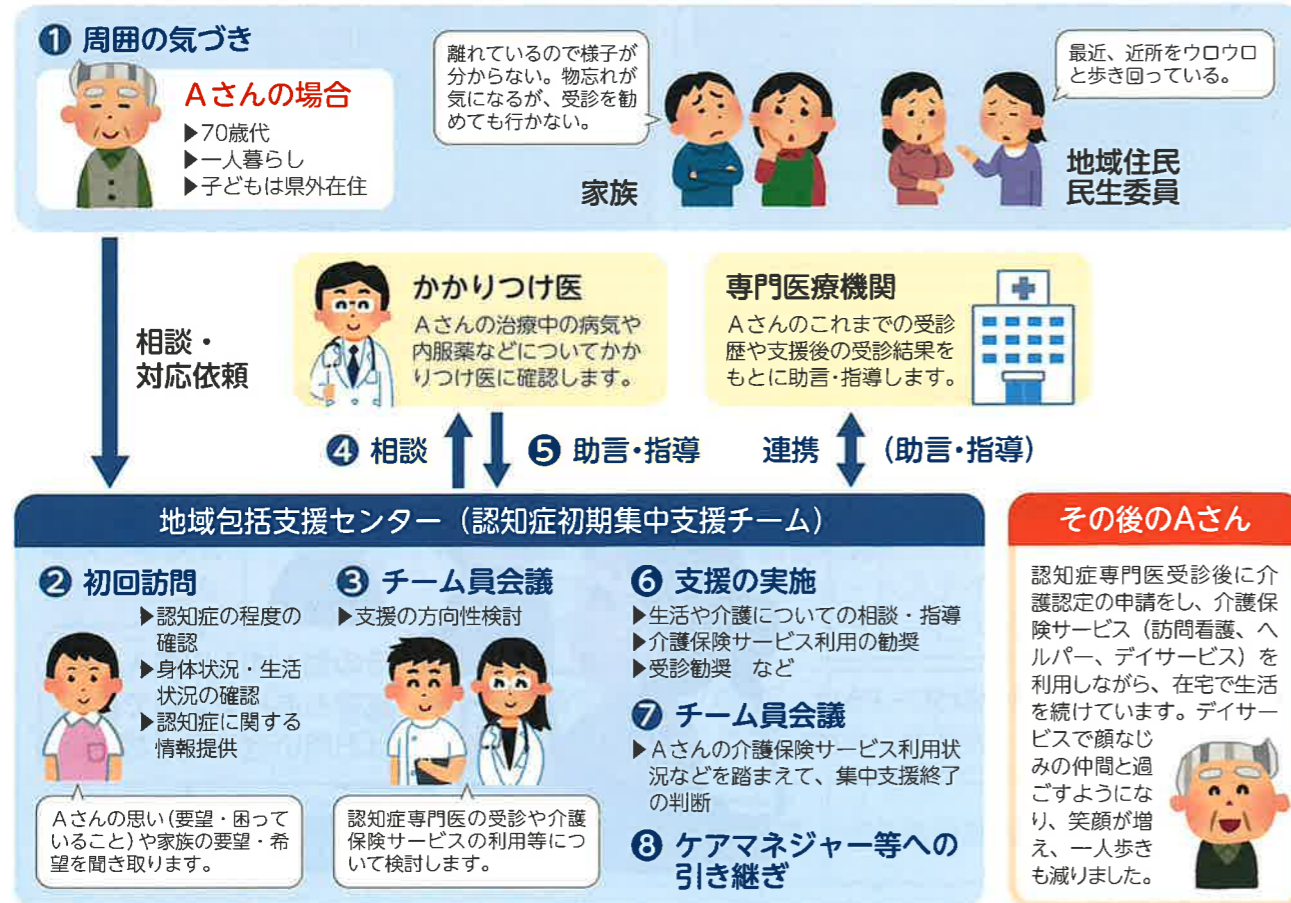 ❶ 周囲の気づき
Aさんの場合
▶70歳代
▶一人暮らし
▶子どもは県外在住
離れているので様子が
分からない。物忘れが
気になるが、受診を勧
めても行かない。
家族
最近、近所をウロウロ
と歩き回っている。
地域住民
民生委員
相談・
対応依頼
かかりつけ医
Aさんの治療中の病気や
内服薬などについてかか
りつけ医に確認します。
専門医療機関
Aさんのこれまでの受診
歴や支援後の受診結果を
もとに助言・指導します。
❹ 相談
❺ 助言・指導
連携
(助言・指導)
地域包括支援センター（認知症初期集中支援チーム）
❷ 初回訪問
▶認知症の程度の
確認
▶身体状況・生活
状況の確認
▶認知症に関する
情報提供
Aさんの思い(要望・困って
いること)や家族の要望・希
望を聞き取ります。
❸ チーム員会議
▶支援の方向性検討
認知症専門医の受診や介護
保険サービスの利用等につ
いて検討します。
❻ 支援の実施
▶生活や介護についての相談・指導
▶介護保険サービス利用の勧奨
▶受診勧奨 など
❼ チーム員会議
▶Aさんの介護保険サービス利用状
況などを踏まえて、集中支援終了
の判断
❽ ケアマネジャー等への
引き継ぎ
その後のAさん
認知症専門医受診後に介
護認定の申請をし、介護保
険サービス（訪問看護、ヘ
ルパー、デイサービス）を
利用しながら、在宅で生活
を続けています。デイサー
ビスで顔なじ
みの仲間と過
ごすようにな
り、笑顔が増
え、一人歩き
も減りました。